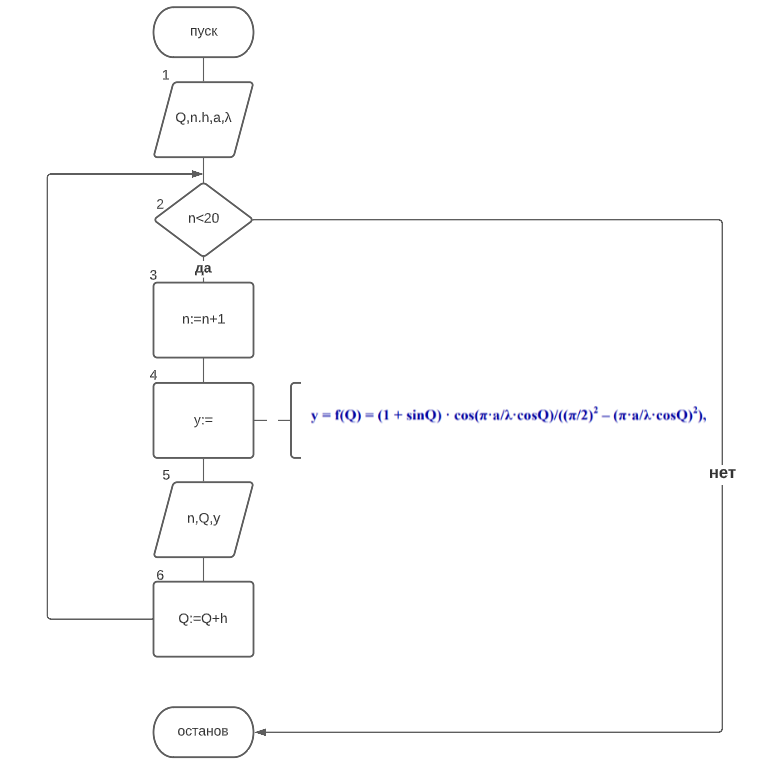 пуск
1
Q,n.h,a,λ
2
n<20
да
3
n:=n+1
4
y:=
y = f(Q) = (1 + sinQ) · cos(π·a/λ·cosQ)/((π/2)² – (π·a/λ·cosQ)²),
нет
5
n,Q,y
6
Q:=Q+h
останов